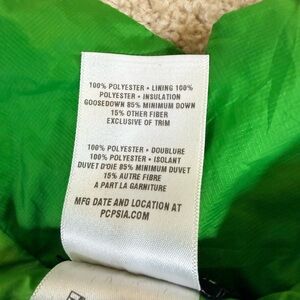 100% POLYESTER • LINING 100%
POLYESTER • INSULATION
GOOSEDOWN 85% MINIMUM DOWN
15% OTHER FIBER
EXCLUSIVE OF TRIM
100% POLYESTER • DOUBLURE
100% POLYESTER • ISOLANT
DUVET D'OIE 85% MINIMUM DUVET
15% AUTRE FIBRE
A PART LA GARNITURE
MFG DATE AND LOCATION AT
PCPSIA.COM